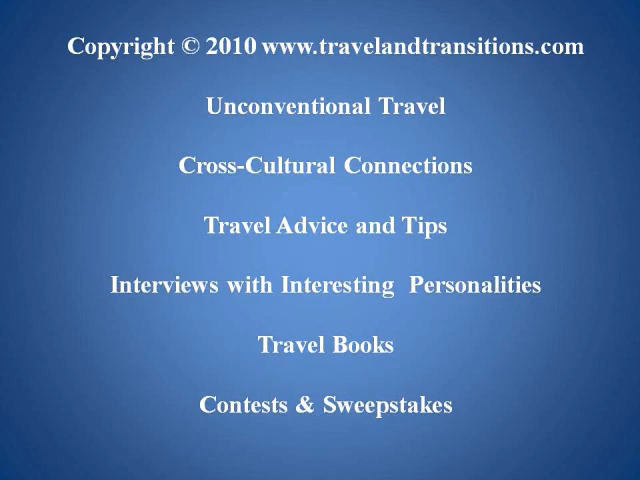 Copyright © 2010 www.travelandtransitions.com
Unconventional Travel
Cross-Cultural Connections
Travel Advice and Tips
Interviews with Interesting  Personalities
Travel Books
Contests & Sweepstakes